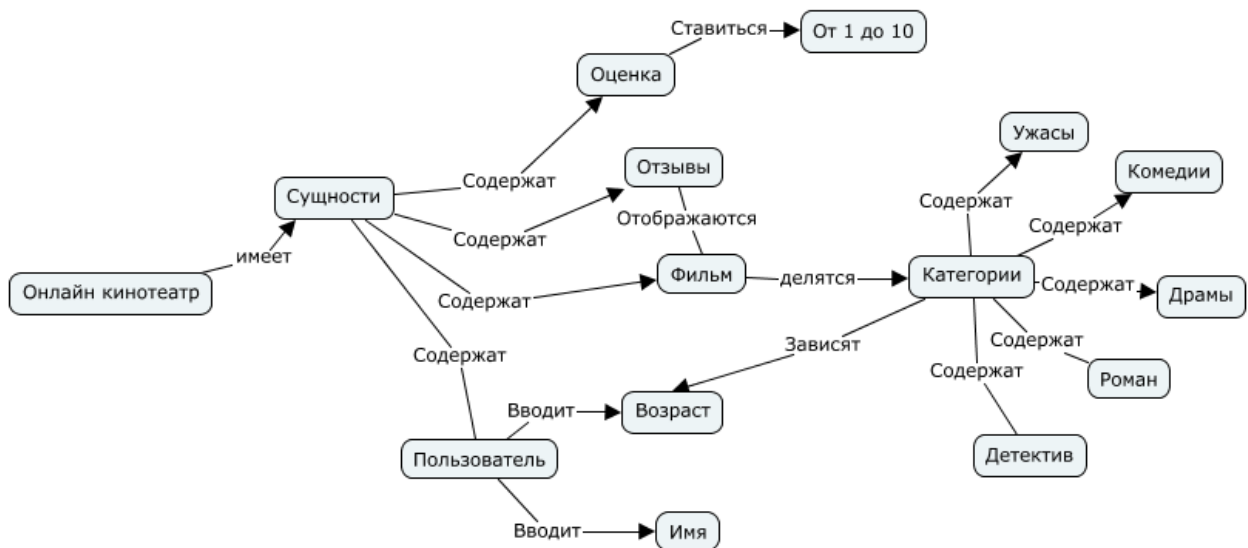 Ставиться
От 1 до 10
Оценка
Ужасы
Отзывы
Комедии
Содержат
Сущности
Содержат
Отображаются
Содержат
Содержат
имеет
Фильм
делятся
Категории
Содержат
Онлайн кинотеатр
Содержат
Драмы
Содержат
Зависят
Содержат
Содержат
Роман
Вводит
Возраст
Пользователь
Детектив
Вводит
Имя